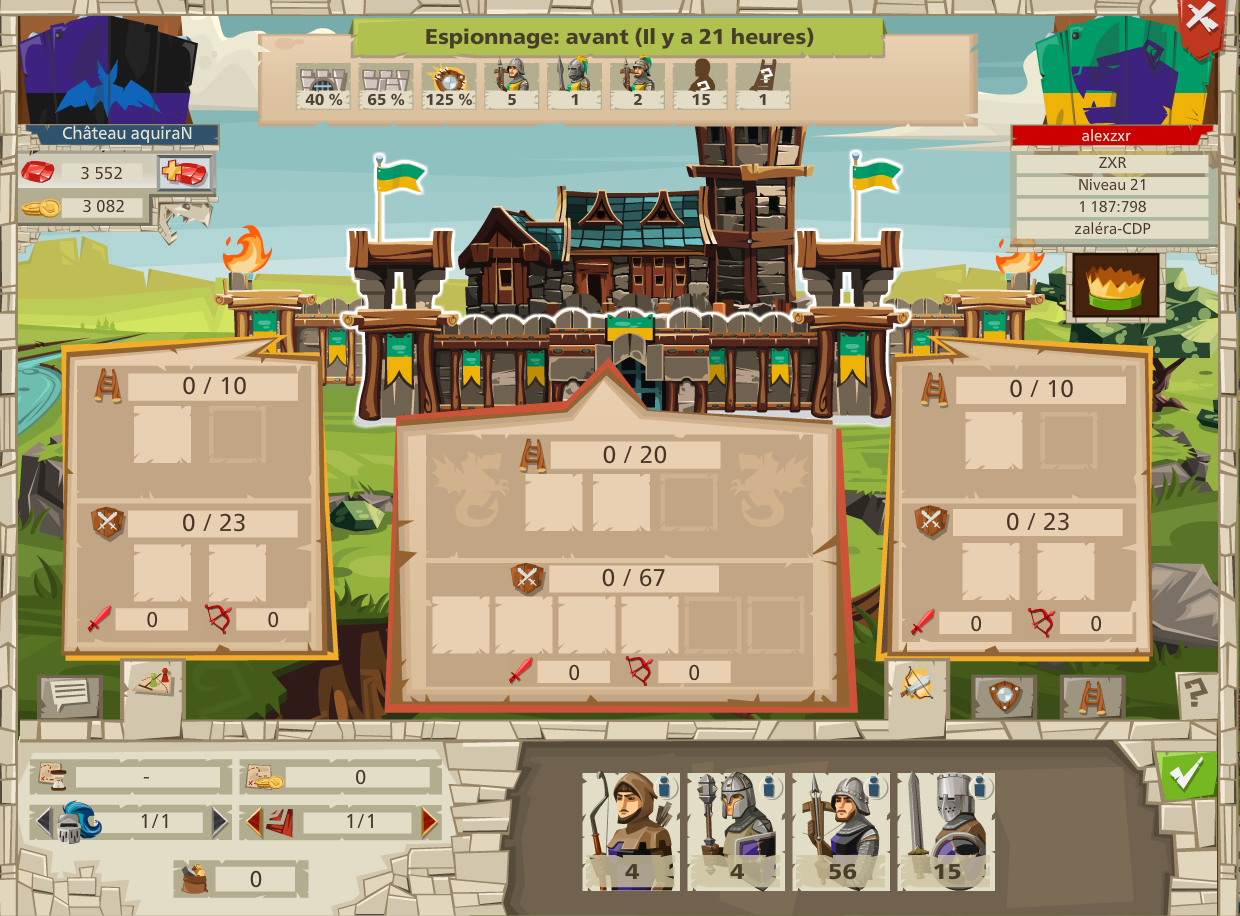 Espionnage: avant (Il y a 21 heures)
40 %
65 %
125 %
5
1
2
15
1
Château aquiraN
3 552
3 082
alexzxr
ZXR
Niveau 21
1 187:798
zaléra-CDP
0 / 10
0 / 23
0
0
0 / 20
0 / 67
0
0
0 / 10
0 / 23
0
0
-
0
1/1
1/1
0
4
4
56
15